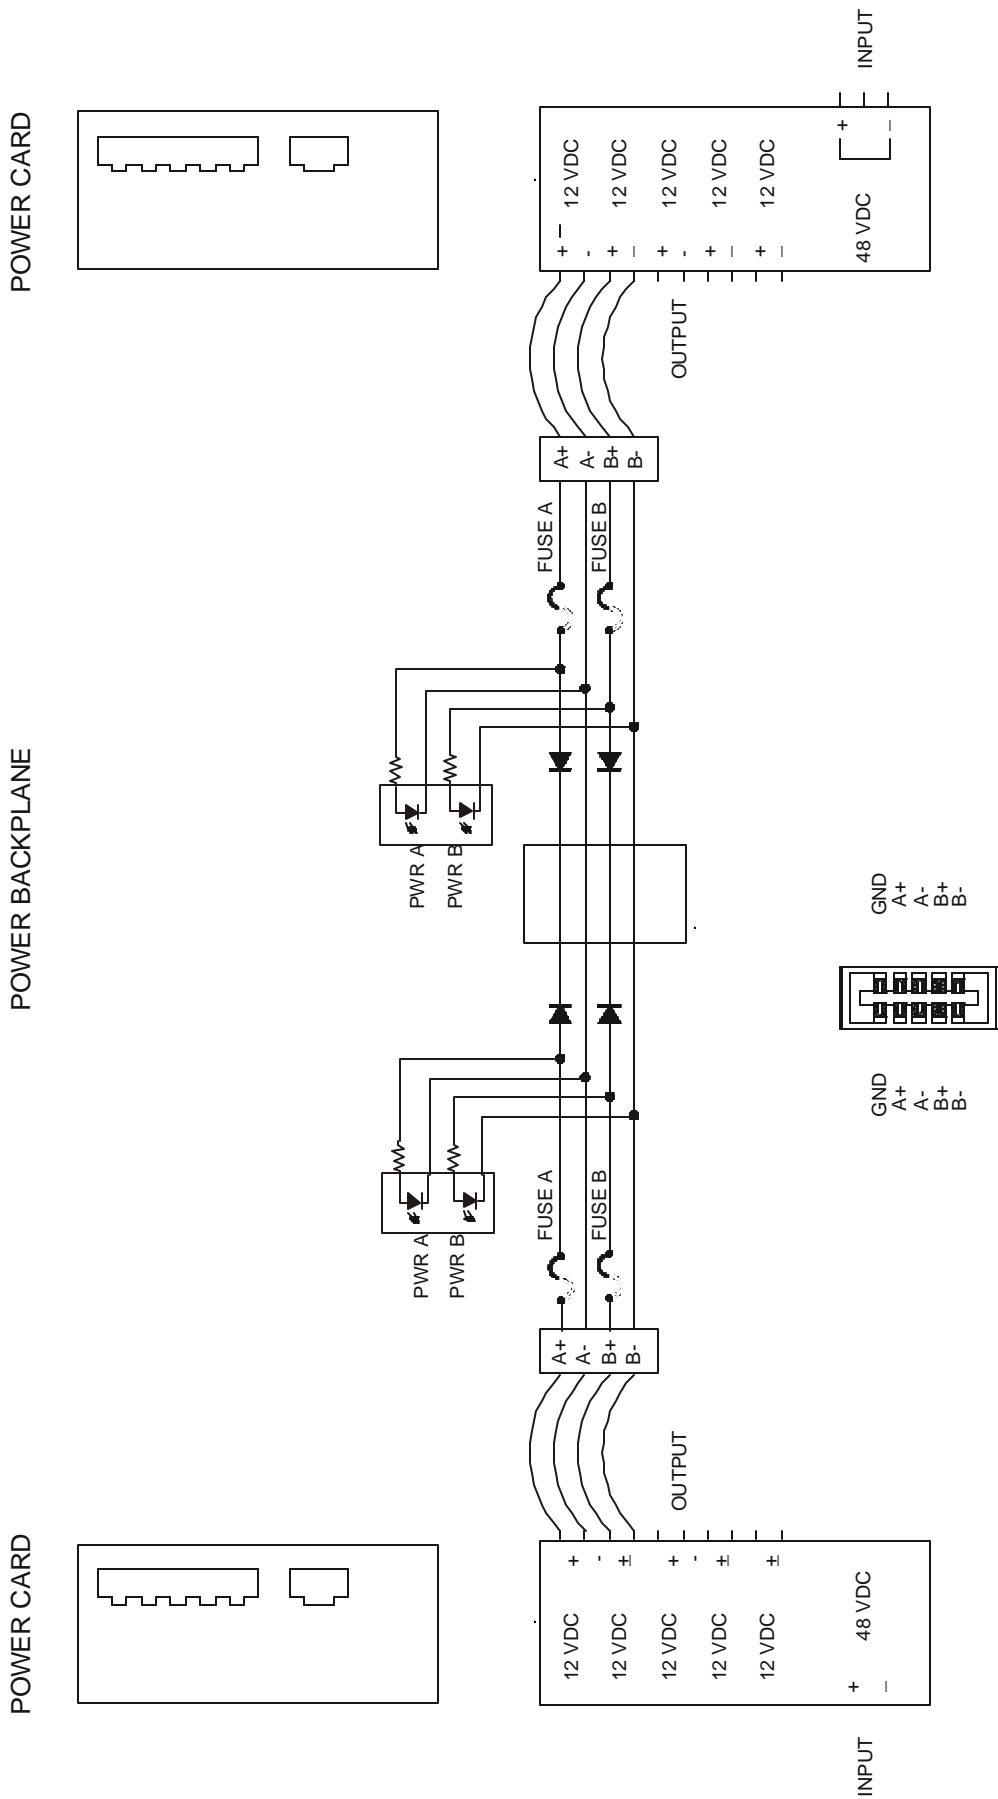 POWER CARD
POWER BACKPLANE
POWER CARD
PWR A
PWR A
PWR B
PWR B
FUSE A
FUSE A
12 VDC +
A+
A+
+ – 12 VDC
-
A-
A-
-
FUSE B
FUSE B
12 VDC ±
B+
B+
+ 12 VDC
B-
B-
–
12 VDC +
OUTPUT
OUTPUT
+ 12 VDC
-
-
12 VDC ±
+ 12 VDC
–
12 VDC ±
+ 12 VDC
–
INPUT
+
–
48 VDC
48 VDC
+
–
INPUT
GND
A+
A-
B+
B-
GND
A+
A-
B+
B-